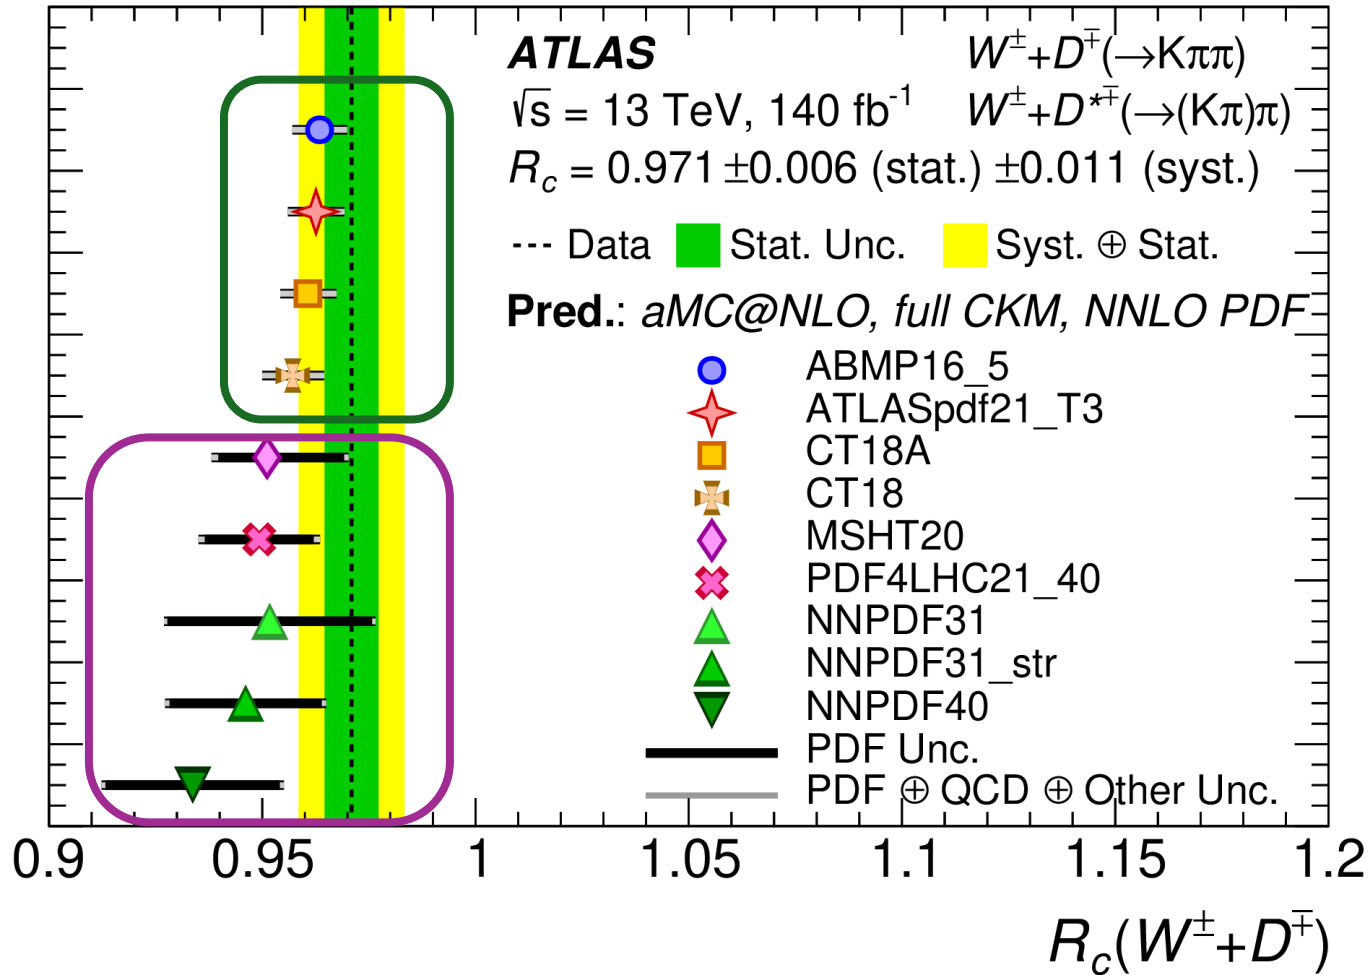 ATLAS
W±+D∓(→Kππ)
√s = 13 TeV, 140 fb⁻¹
W±+D*∓(→(Kπ)π)
R_c = 0.971 ±0.006 (stat.) ±0.011 (syst.)
Data
Stat. Unc.
Syst. ⊕ Stat.
Pred.: aMC@NLO, full CKM, NNLO PDF
ABMP16_5
ATLASpdf21_T3
CT18A
CT18
MSHT20
PDF4LHC21_40
NNPDF31
NNPDF31_str
NNPDF40
PDF Unc.
PDF ⊕ QCD ⊕ Other Unc.
0.9 0.95 1 1.05 1.1 1.15 1.2
R_c(W±+D∓)